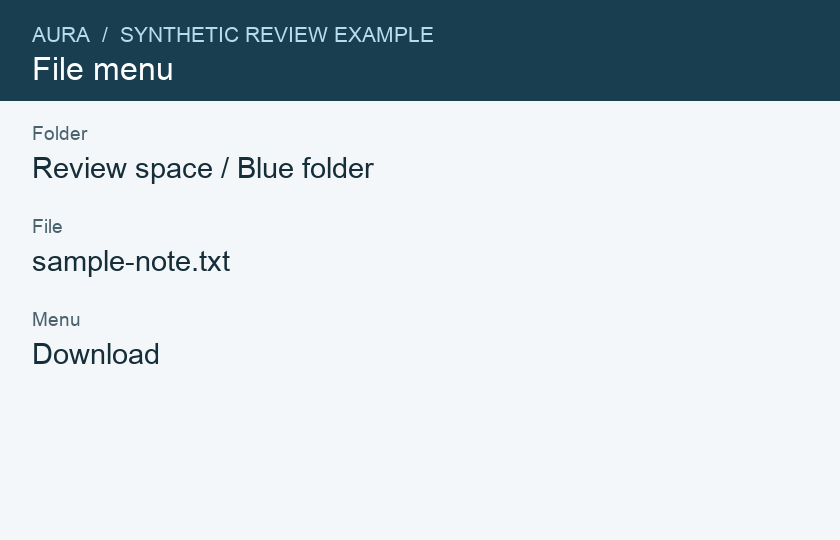 AURA / SYNTHETIC REVIEW EXAMPLE
File menu
Folder
Review space / Blue folder
File
sample-note.txt
Menu
Download